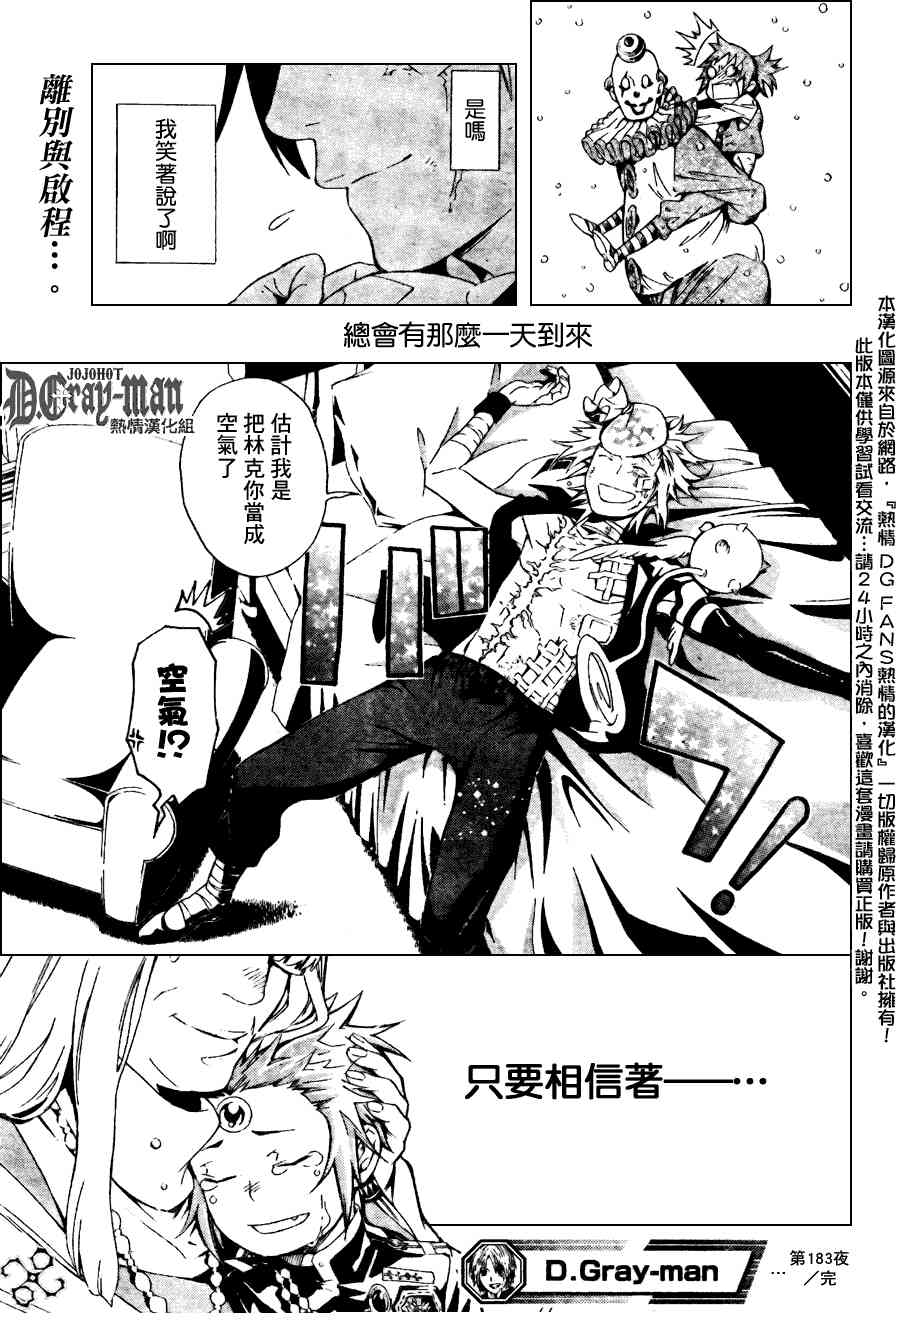 是嗎
我笑著說了啊
離別與啟程…。
總會有那麼一天到來
JOJOHOT
D.Gray-man
熱情漢化組
估計我是
把林克你當成
空氣了
空氣!?
!!
只要相信著——…
D.Gray-man
…
第183夜
／完
本漢化圖源來自於網路．『熱情DG FANS熱情的漢化』一切版權歸原作者與出版社擁有！
此版本僅供學習試看交流…請24小時之內消除．喜歡這套漫畫請購買正版！謝謝。